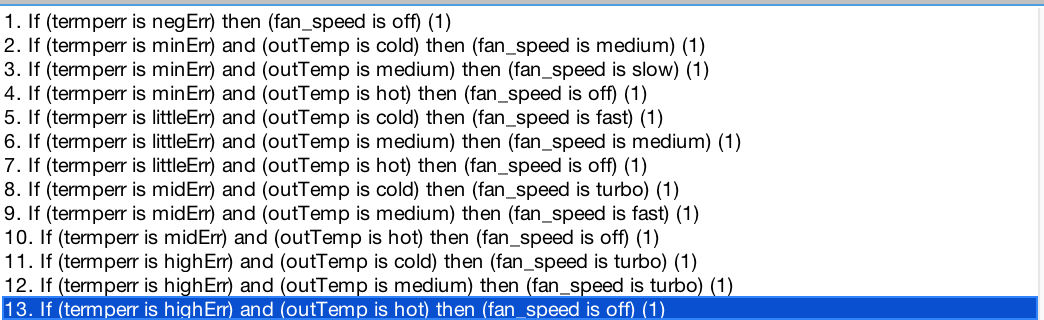 1. If (termperr is negErr) then (fan_speed is off) (1)
2. If (termperr is minErr) and (outTemp is cold) then (fan_speed is medium) (1)
3. If (termperr is minErr) and (outTemp is medium) then (fan_speed is slow) (1)
4. If (termperr is minErr) and (outTemp is hot) then (fan_speed is off) (1)
5. If (termperr is littleErr) and (outTemp is cold) then (fan_speed is fast) (1)
6. If (termperr is littleErr) and (outTemp is medium) then (fan_speed is medium) (1)
7. If (termperr is littleErr) and (outTemp is hot) then (fan_speed is off) (1)
8. If (termperr is midErr) and (outTemp is cold) then (fan_speed is turbo) (1)
9. If (termperr is midErr) and (outTemp is medium) then (fan_speed is fast) (1)
10. If (termperr is midErr) and (outTemp is hot) then (fan_speed is off) (1)
11. If (termperr is highErr) and (outTemp is cold) then (fan_speed is turbo) (1)
12. If (termperr is highErr) and (outTemp is medium) then (fan_speed is turbo) (1)
13. If (termperr is highErr) and (outTemp is hot) then (fan_speed is off) (1)